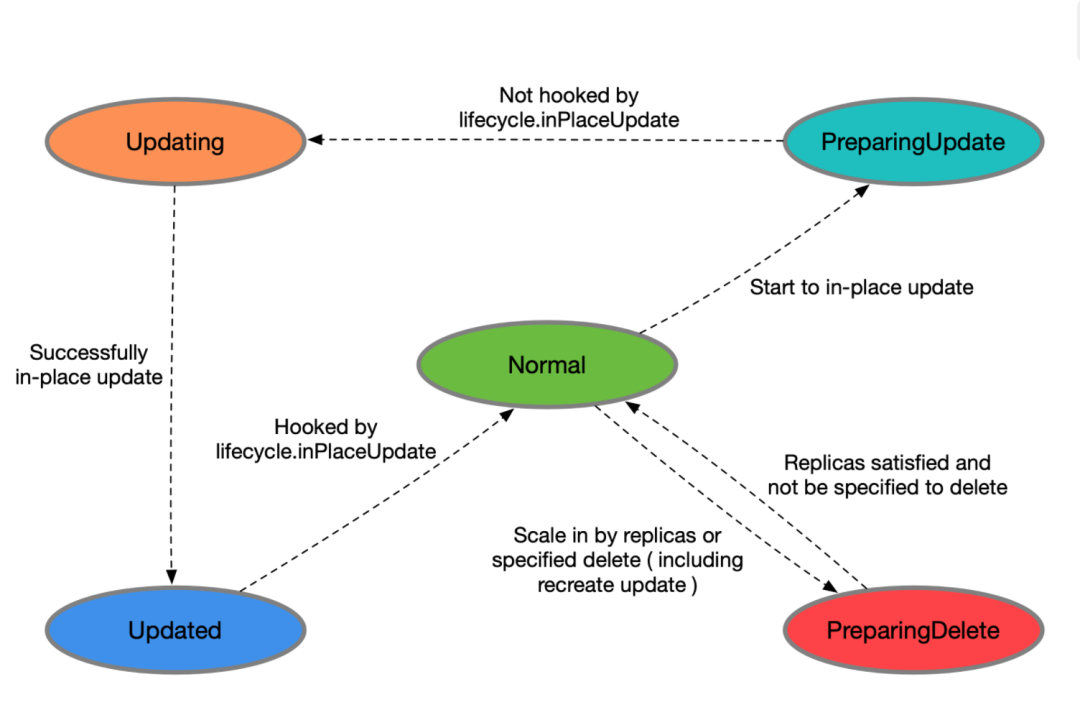 Not hooked by
lifecycle.inPlaceUpdate
Updating
PreparingUpdate
Start to in-place update
Successfully
in-place update
Normal
Hooked by
lifecycle.inPlaceUpdate
Replicas satisfied and
not be specified to delete
Scale in by replicas or
specified delete ( including
recreate update )
Updated
PreparingDelete